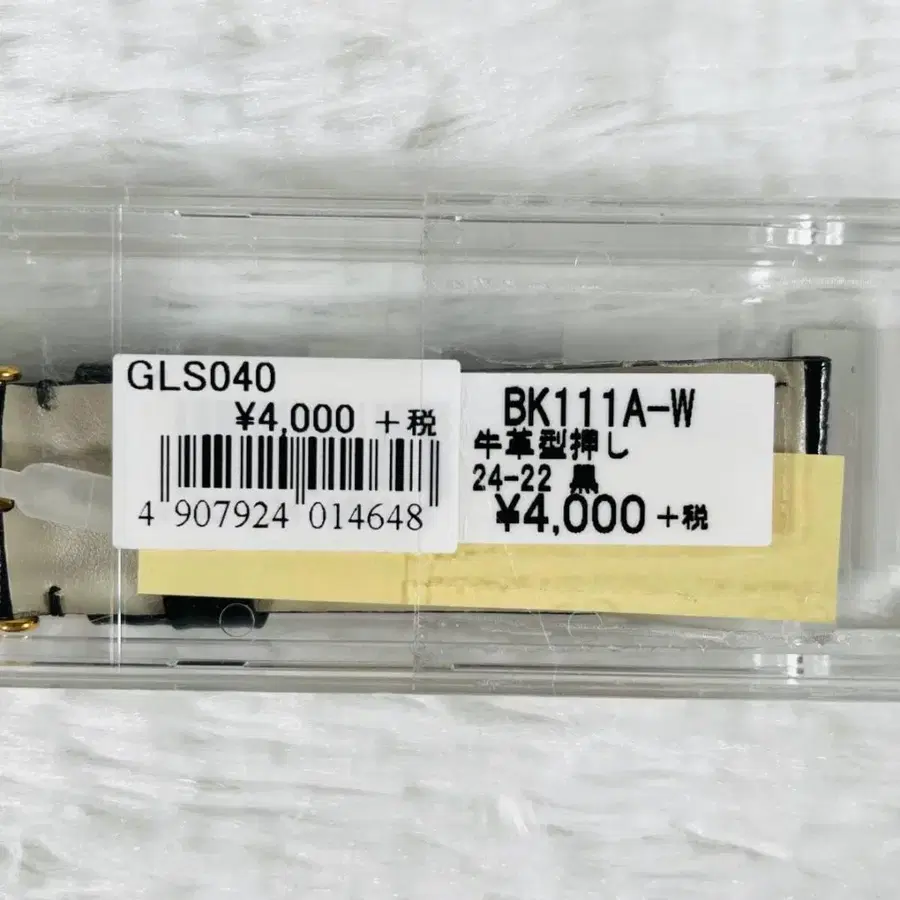 GLS040
¥4,000 +税
4 907924 014648
BK111A-W
牛革型押し
24-22 黒
¥4,000+税